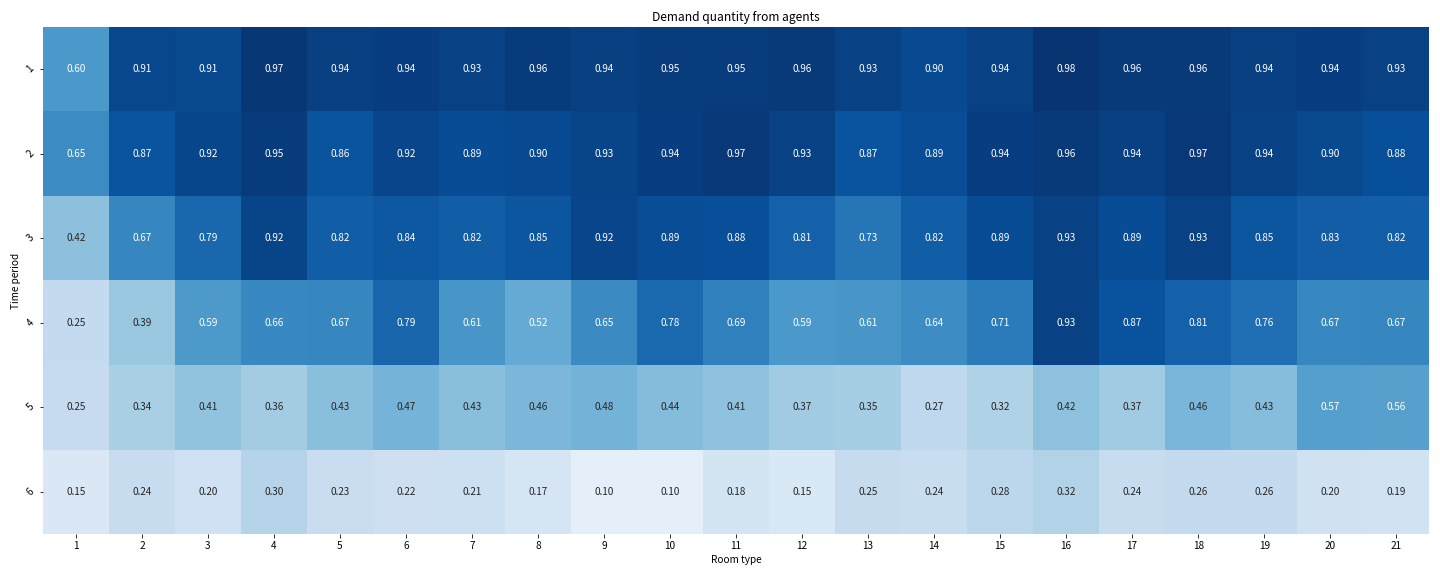 Demand quantity from agents
Time period
1 0.60 0.91 0.91 0.97 0.94 0.94 0.93 0.96 0.94 0.95 0.95 0.96 0.93 0.90 0.94 0.98 0.96 0.96 0.94 0.94 0.93
2 0.65 0.87 0.92 0.95 0.86 0.92 0.89 0.90 0.93 0.94 0.97 0.93 0.87 0.89 0.94 0.96 0.94 0.97 0.94 0.90 0.88
3 0.42 0.67 0.79 0.92 0.82 0.84 0.82 0.85 0.92 0.89 0.88 0.81 0.73 0.82 0.89 0.93 0.89 0.93 0.85 0.83 0.82
4 0.25 0.39 0.59 0.66 0.67 0.79 0.61 0.52 0.65 0.78 0.69 0.59 0.61 0.64 0.71 0.93 0.87 0.81 0.76 0.67 0.67
5 0.25 0.34 0.41 0.36 0.43 0.47 0.43 0.46 0.48 0.44 0.41 0.37 0.35 0.27 0.32 0.42 0.37 0.46 0.43 0.57 0.56
6 0.15 0.24 0.20 0.30 0.23 0.22 0.21 0.17 0.10 0.10 0.18 0.15 0.25 0.24 0.28 0.32 0.24 0.26 0.26 0.20 0.19
1 2 3 4 5 6 7 8 9 10 11 12 13 14 15 16 17 18 19 20 21
Room type